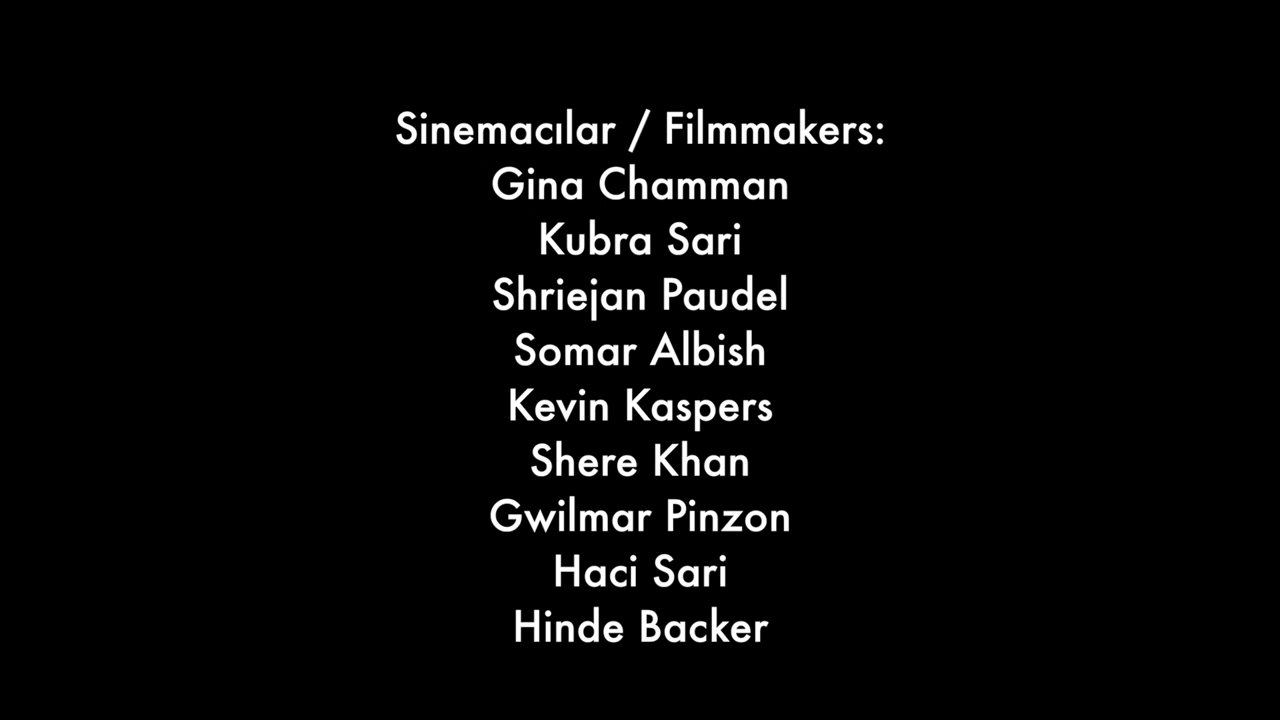 Sinemacılar / Filmmakers:
Gina Chamman
Kubra Sari
Shriejan Paudel
Somar Albish
Kevin Kaspers
Shere Khan
Gwilmar Pinzon
Haci Sari
Hinde Backer